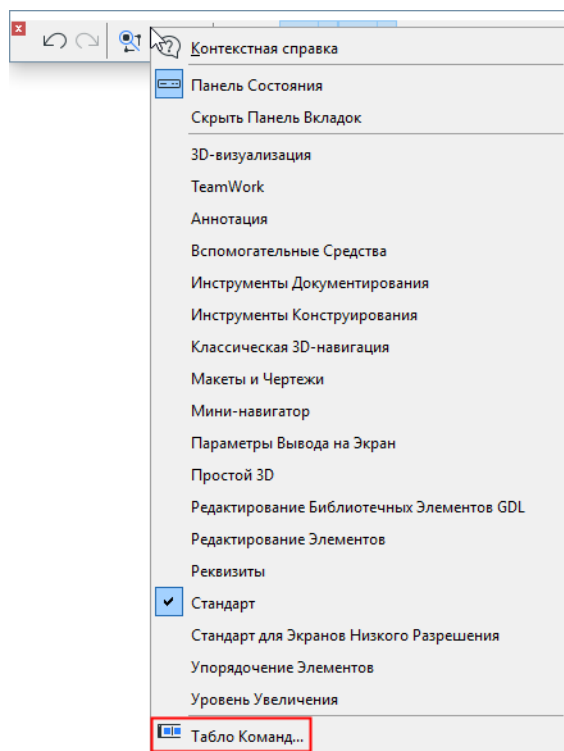 Контекстная справка
Панель Состояния
Скрыть Панель Вкладок
3D-визуализация
TeamWork
Аннотация
Вспомогательные Средства
Инструменты Документирования
Инструменты Конструирования
Классическая 3D-навигация
Макеты и Чертежи
Мини-навигатор
Параметры Вывода на Экран
Простой 3D
Редактирование Библиотечных Элементов GDL
Редактирование Элементов
Реквизиты
Стандарт
Стандарт для Экранов Низкого Разрешения
Упорядочение Элементов
Уровень Увеличения
Табло Команд...